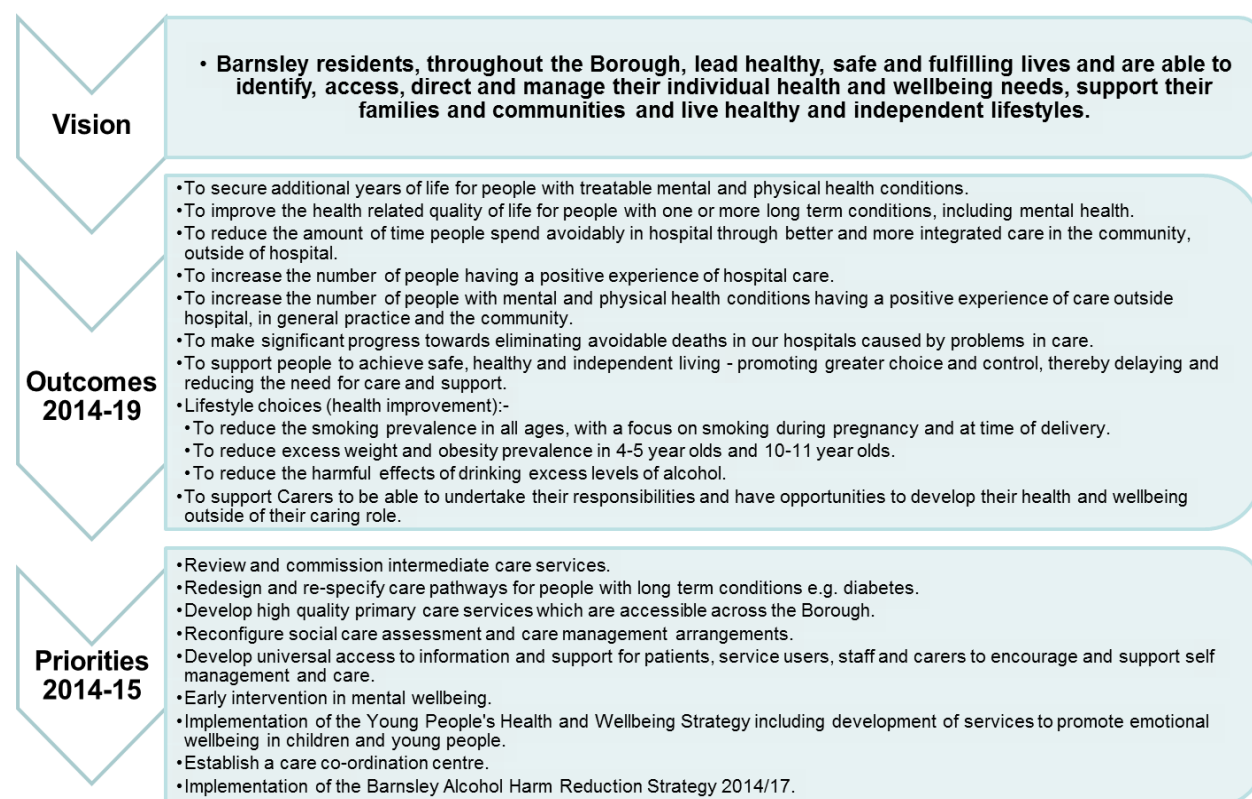 Vision
• Barnsley residents, throughout the Borough, lead healthy, safe and fulfilling lives and are able to
identify, access, direct and manage their individual health and wellbeing needs, support their
families and communities and live healthy and independent lifestyles.
Outcomes
2014-19
•To secure additional years of life for people with treatable mental and physical health conditions.
•To improve the health related quality of life for people with one or more long term conditions, including mental health.
•To reduce the amount of time people spend avoidably in hospital through better and more integrated care in the community,
outside of hospital.
•To increase the number of people having a positive experience of hospital care.
•To increase the number of people with mental and physical health conditions having a positive experience of care outside
hospital, in general practice and the community.
•To make significant progress towards eliminating avoidable deaths in our hospitals caused by problems in care.
•To support people to achieve safe, healthy and independent living - promoting greater choice and control, thereby delaying and
reducing the need for care and support.
•Lifestyle choices (health improvement):-
•To reduce the smoking prevalence in all ages, with a focus on smoking during pregnancy and at time of delivery.
•To reduce excess weight and obesity prevalence in 4-5 year olds and 10-11 year olds.
•To reduce the harmful effects of drinking excess levels of alcohol.
•To support Carers to be able to undertake their responsibilities and have opportunities to develop their health and wellbeing
outside of their caring role.
Priorities
2014-15
•Review and commission intermediate care services.
•Redesign and re-specify care pathways for people with long term conditions e.g. diabetes.
•Develop high quality primary care services which are accessible across the Borough.
•Reconfigure social care assessment and care management arrangements.
•Develop universal access to information and support for patients, service users, staff and carers to encourage and support self
management and care.
•Early intervention in mental wellbeing.
•Implementation of the Young People's Health and Wellbeing Strategy including development of services to promote emotional
wellbeing in children and young people.
•Establish a care co-ordination centre.
•Implementation of the Barnsley Alcohol Harm Reduction Strategy 2014/17.